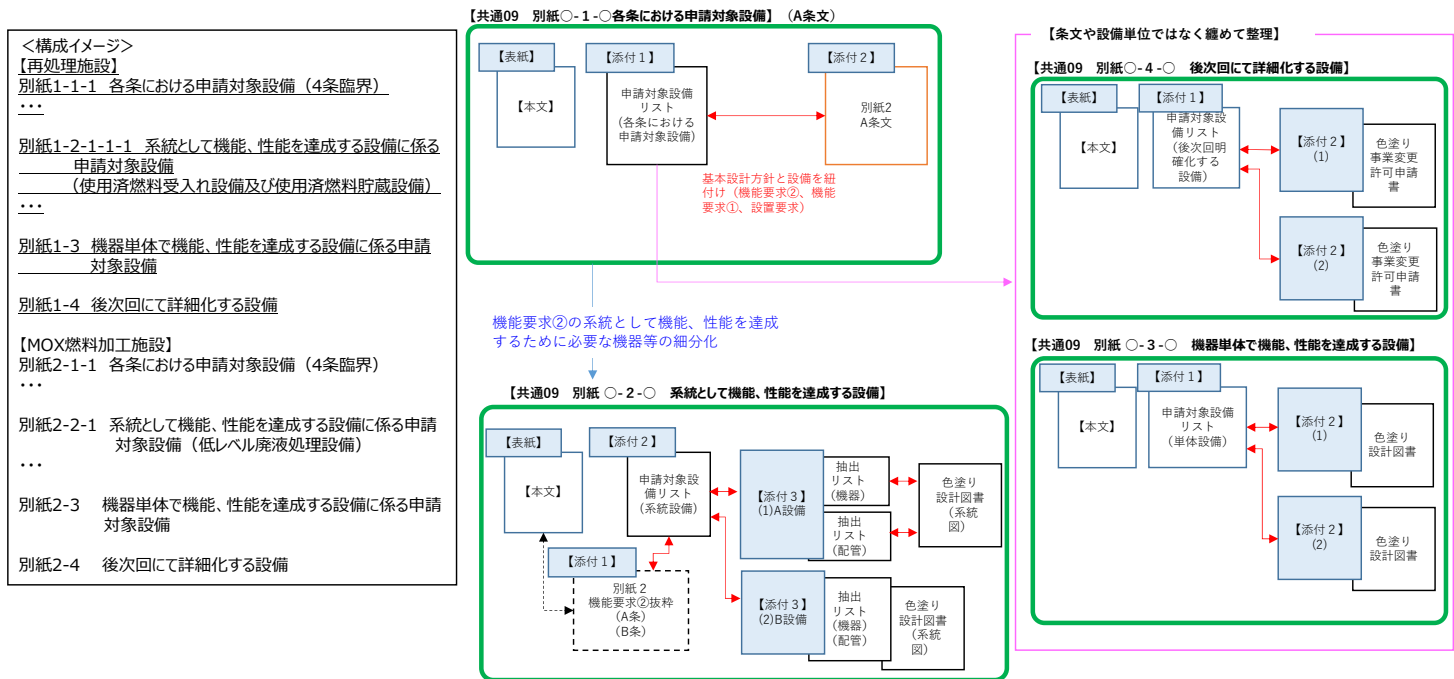 ＜構成イメージ＞
【再処理施設】
別紙1-1-1 各条における申請対象設備（4条臨界）
・・・
別紙1-2-1-1-1 系統として機能、性能を達成する設備に係る
申請対象設備
（使用済燃料受入れ設備及び使用済燃料貯蔵設備）
・・・
別紙1-3 機器単体で機能、性能を達成する設備に係る申請
対象設備
別紙1-4 後次回にて詳細化する設備
【MOX燃料加工施設】
別紙2-1-1 各条における申請対象設備（4条臨界）
・・・
別紙2-2-1 系統として機能、性能を達成する設備に係る申請
対象設備（低レベル廃液処理設備）
・・・
別紙2-3 機器単体で機能、性能を達成する設備に係る申請
対象設備
別紙2-4 後次回にて詳細化する設備
【共通09 別紙○-1-○各条における申請対象設備】（A条文）
【表紙】
【本文】
【添付１】
申請対象設備
リスト
(各条における
申請対象設備)
【添付２】
別紙2
A条文
基本設計方針と設備を紐
付け（機能要求②、機能
要求①、設置要求）
機能要求②の系統として機能、性能を達成
するために必要な機器等の細分化
【共通09 別紙 ○-2-○ 系統として機能、性能を達成する設備】
【表紙】
【本文】
【添付２】
申請対象設
備リスト
(系統設備)
【添付１】
別紙２
機能要求②抜粋
(A条)
(B条)
【添付３】
(1)A設備
抽出
リスト
(機器)
抽出
リスト
(配管)
色塗り
設計図書
（系統
図）
【添付３】
(2)B設備
抽出
リスト
(機器)
(配管)
色塗り
設計図書
（系統
図）
【条文や設備単位ではなく纏めて整理】
【共通09 別紙○-4-○ 後次回にて詳細化する設備】
【表紙】
【本文】
【添付１】
申請対象設
備リスト
(後次回明
確化する
設備)
【添付２】
(1)
色塗り
事業変更
許可申請
書
【添付２】
(2)
色塗り
事業変更
許可申請
書
【共通09 別紙 ○-3-○ 機器単体で機能、性能を達成する設備】
【表紙】
【本文】
【添付１】
申請対象設備
リスト
(単体設備)
【添付２】
(1)
色塗り
設計図書
【添付２】
(2)
色塗り
設計図書